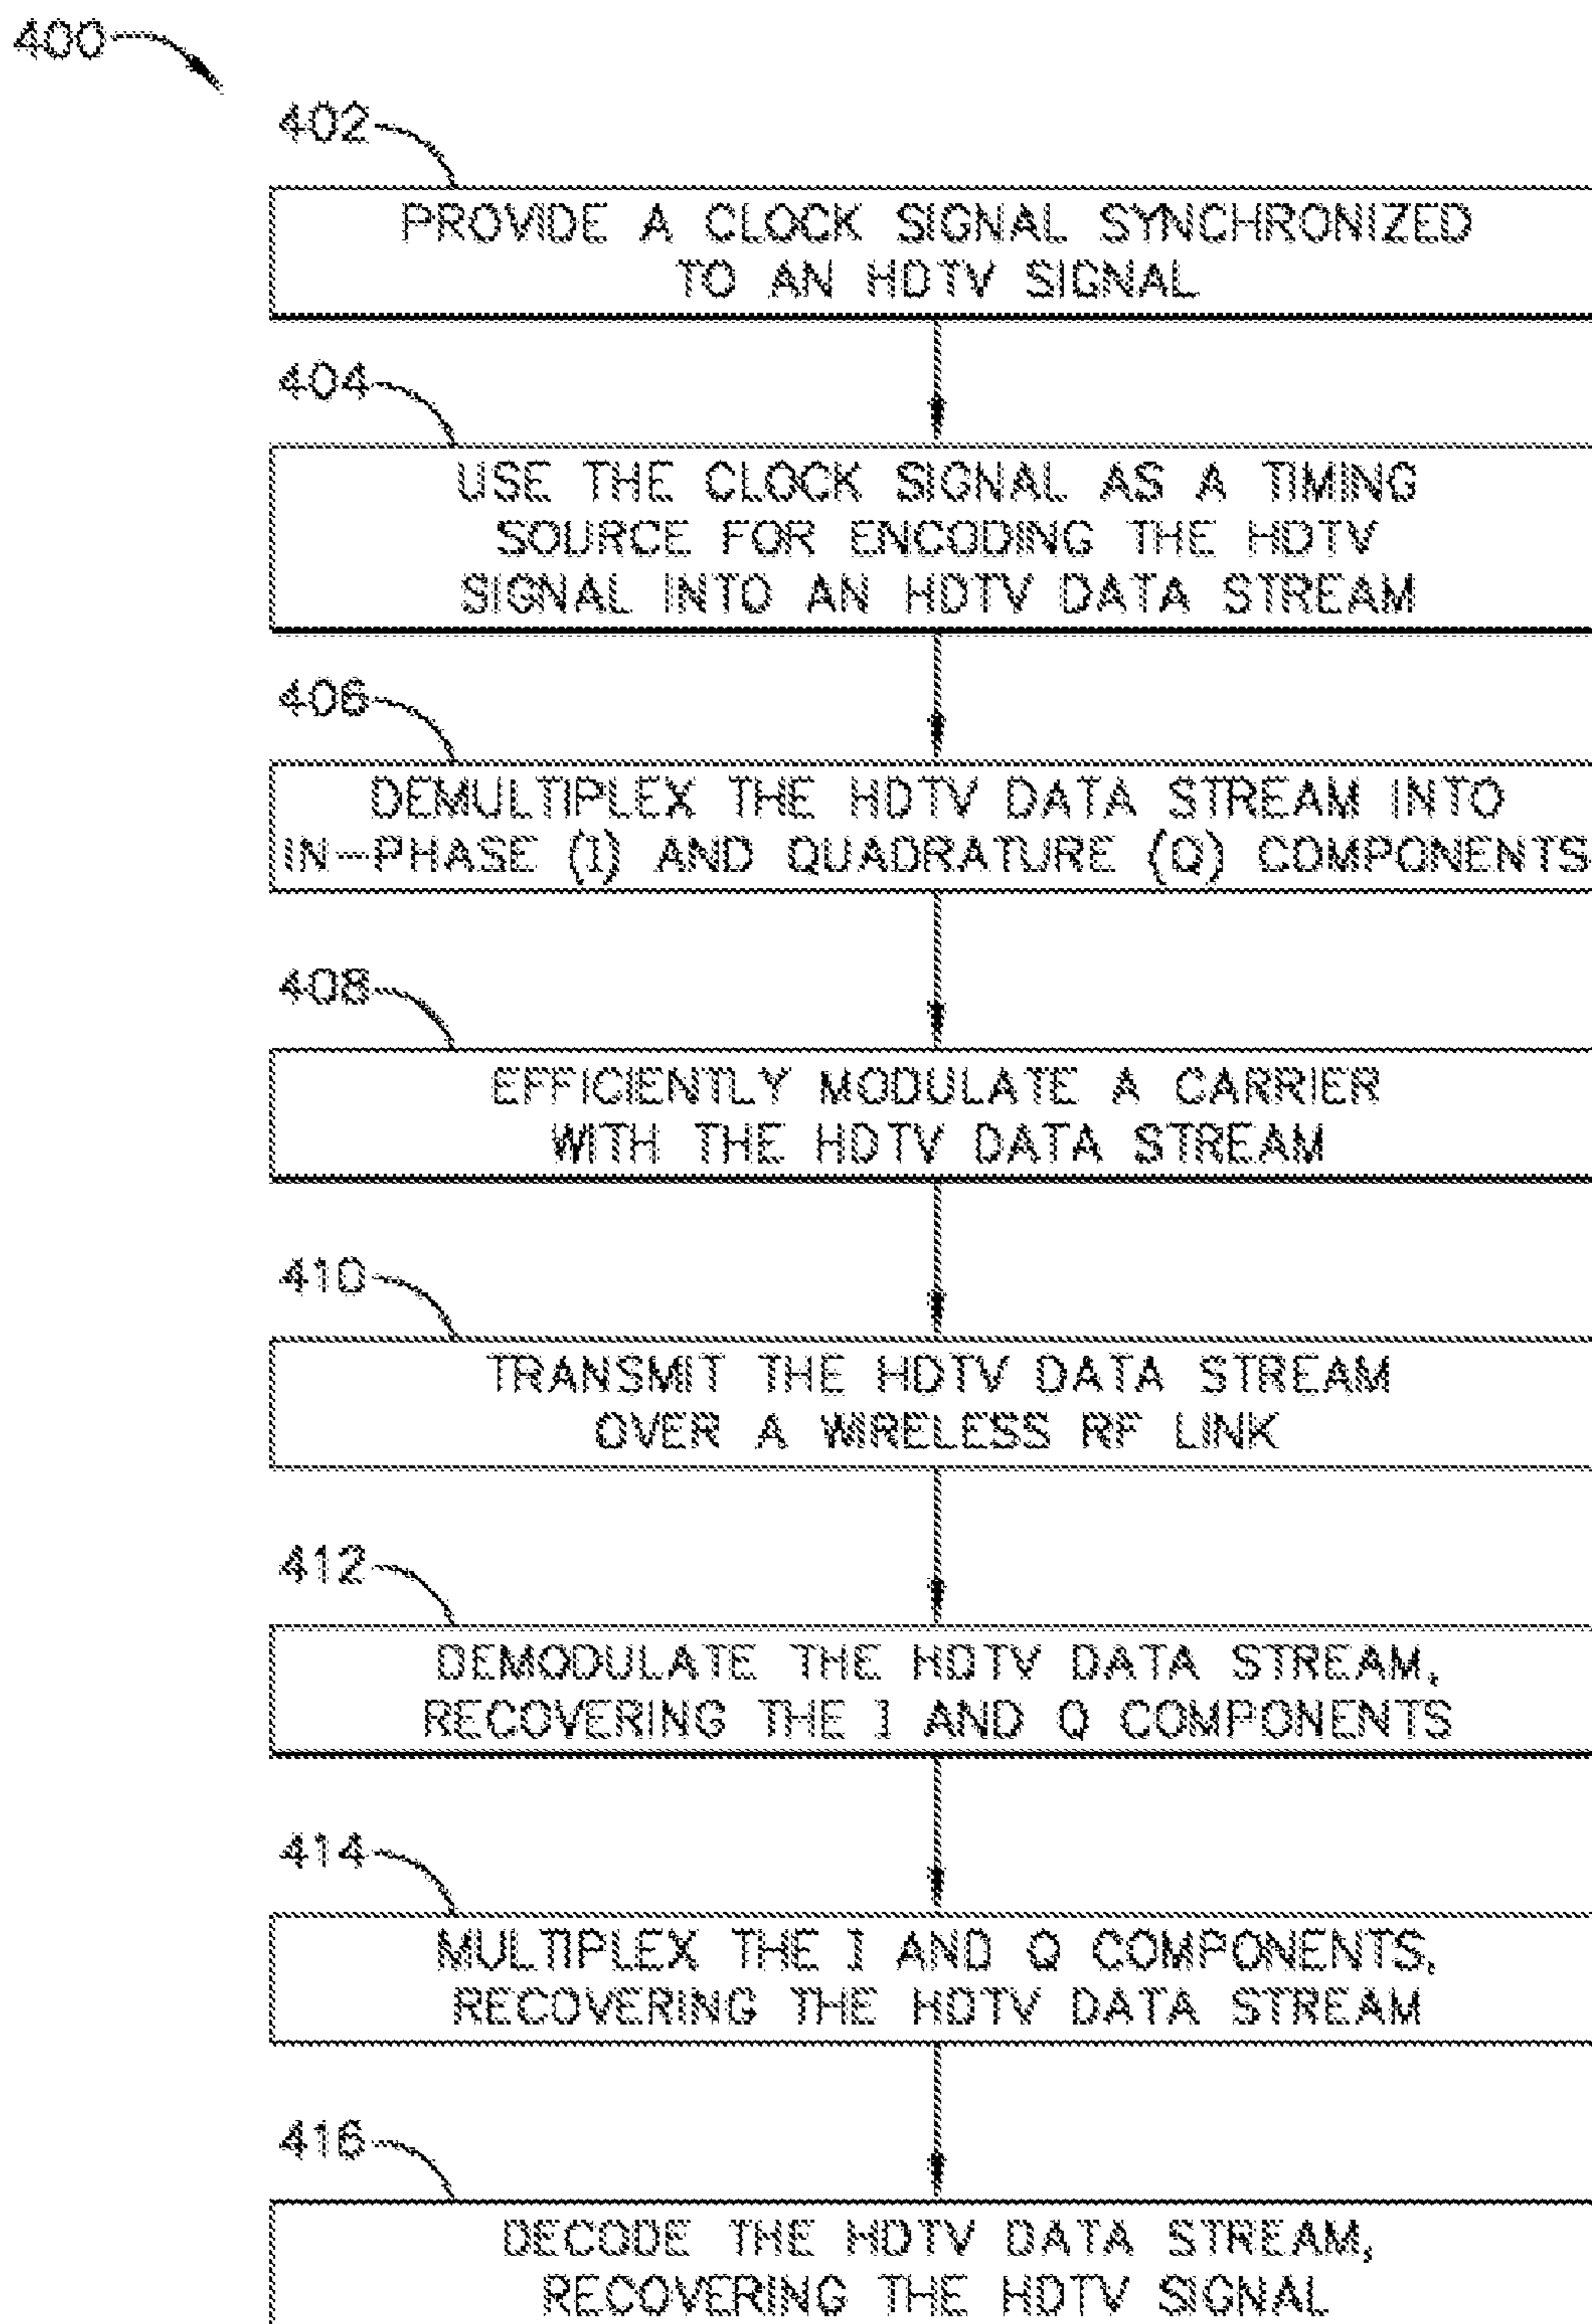 400
402
PROVIDE A CLOCK SIGNAL SYNCHRONIZED
TO AN HDTV SIGNAL
404
USE THE CLOCK SIGNAL AS A TIMING
SOURCE FOR ENCODING THE HDTV
SIGNAL INTO AN HDTV DATA STREAM
406
DEMULTIPLEX THE HDTV DATA STREAM INTO
IN-PHASE (I) AND QUADRATURE (Q) COMPONENTS
408
EFFICIENTLY MODULATE A CARRIER
WITH THE HDTV DATA STREAM
410
TRANSMIT THE HDTV DATA STREAM
OVER A WIRELESS RF LINK
412
DEMODULATE THE HDTV DATA STREAM,
RECOVERING THE I AND Q COMPONENTS
414
MULTIPLEX THE I AND Q COMPONENTS,
RECOVERING THE HDTV DATA STREAM
416
DECODE THE HDTV DATA STREAM,
RECOVERING THE HDTV SIGNAL